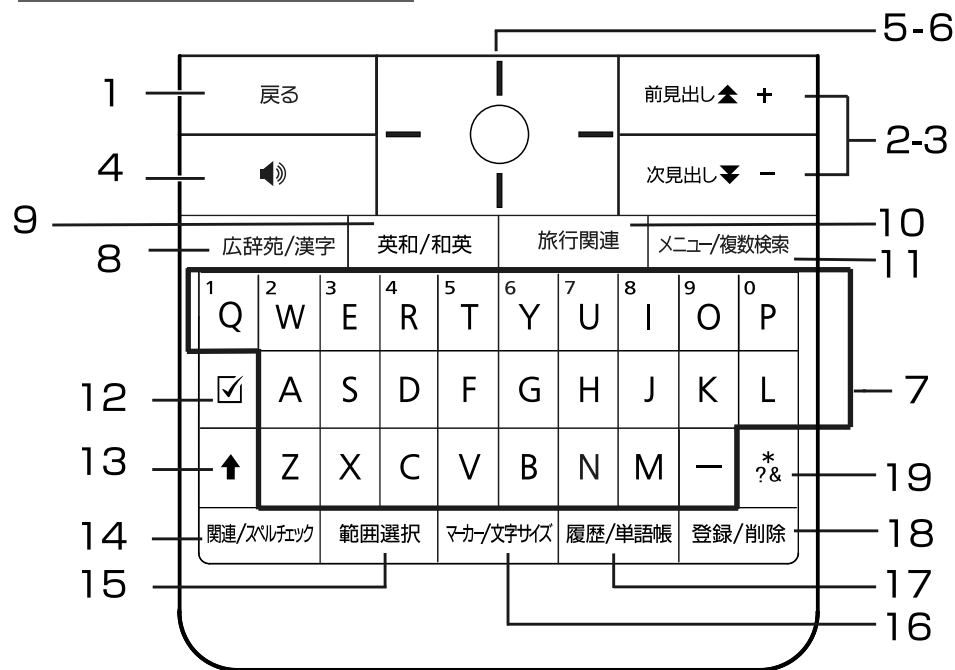 5-6
1 戻る 前見出し +
2-3
4 次見出し −
9 10
8 広辞苑/漢字 英和/和英 旅行関連 メニュー/複数検索 11
1 2 3 4 5 6 7 8 9 0
Q W E R T Y U I O P
12 A S D F G H J K L 7
13 Z X C V B N M — *
?& 19
14 関連/スペルチェック 範囲選択 マーカー/文字サイズ 履歴/単語帳 登録/削除 18
15 17
16